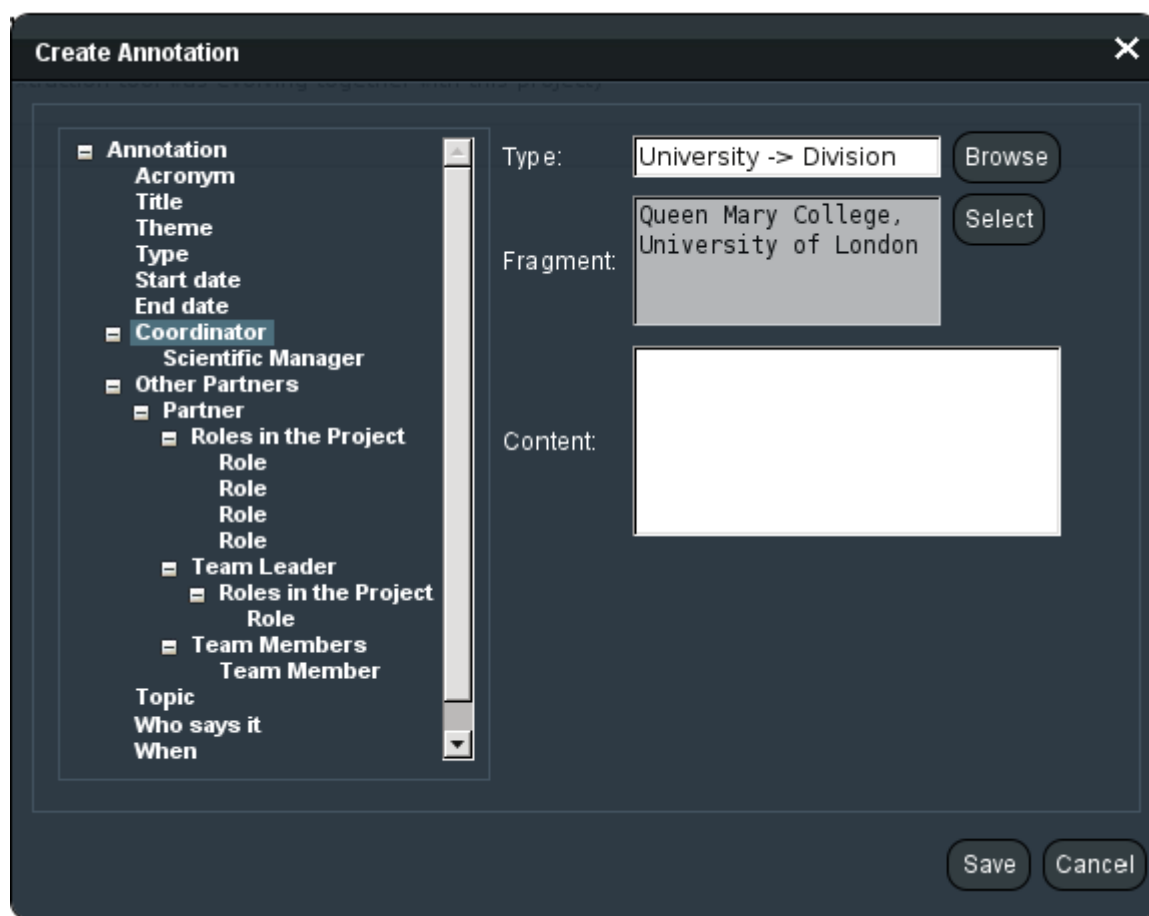 Create Annotation
Annotation
Acronym
Title
Theme
Type
Start date
End date
Coordinator
Scientific Manager
Other Partners
Partner
Roles in the Project
Role
Role
Role
Role
Team Leader
Roles in the Project
Role
Team Members
Team Member
Topic
Who says it
When
Type:
University -> Division
Browse
Fragment:
Queen Mary College,
University of London
Select
Content:
Save
Cancel